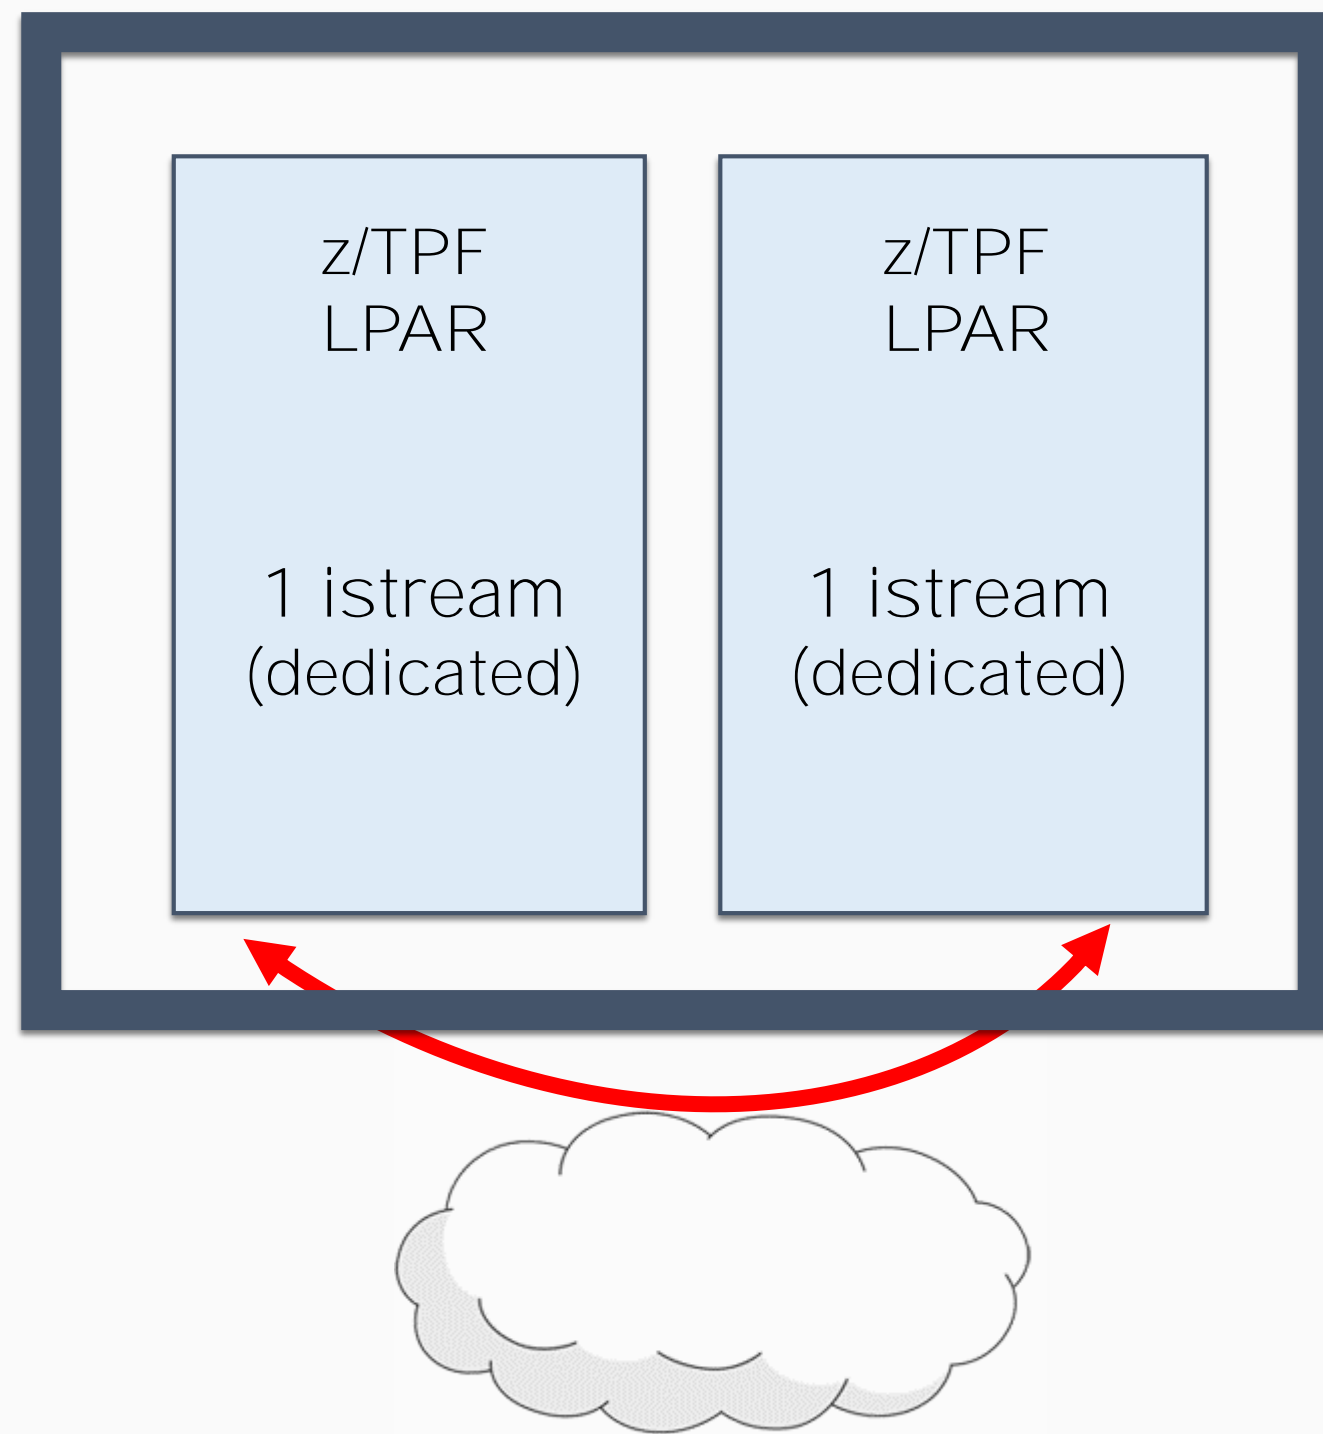 z/TPF
LPAR
1 istream
(dedicated)
z/TPF
LPAR
1 istream
(dedicated)